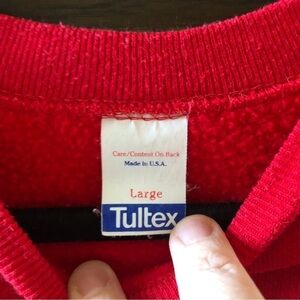 Care/Content On Back
Made in U.S.A.
Large
Tultex